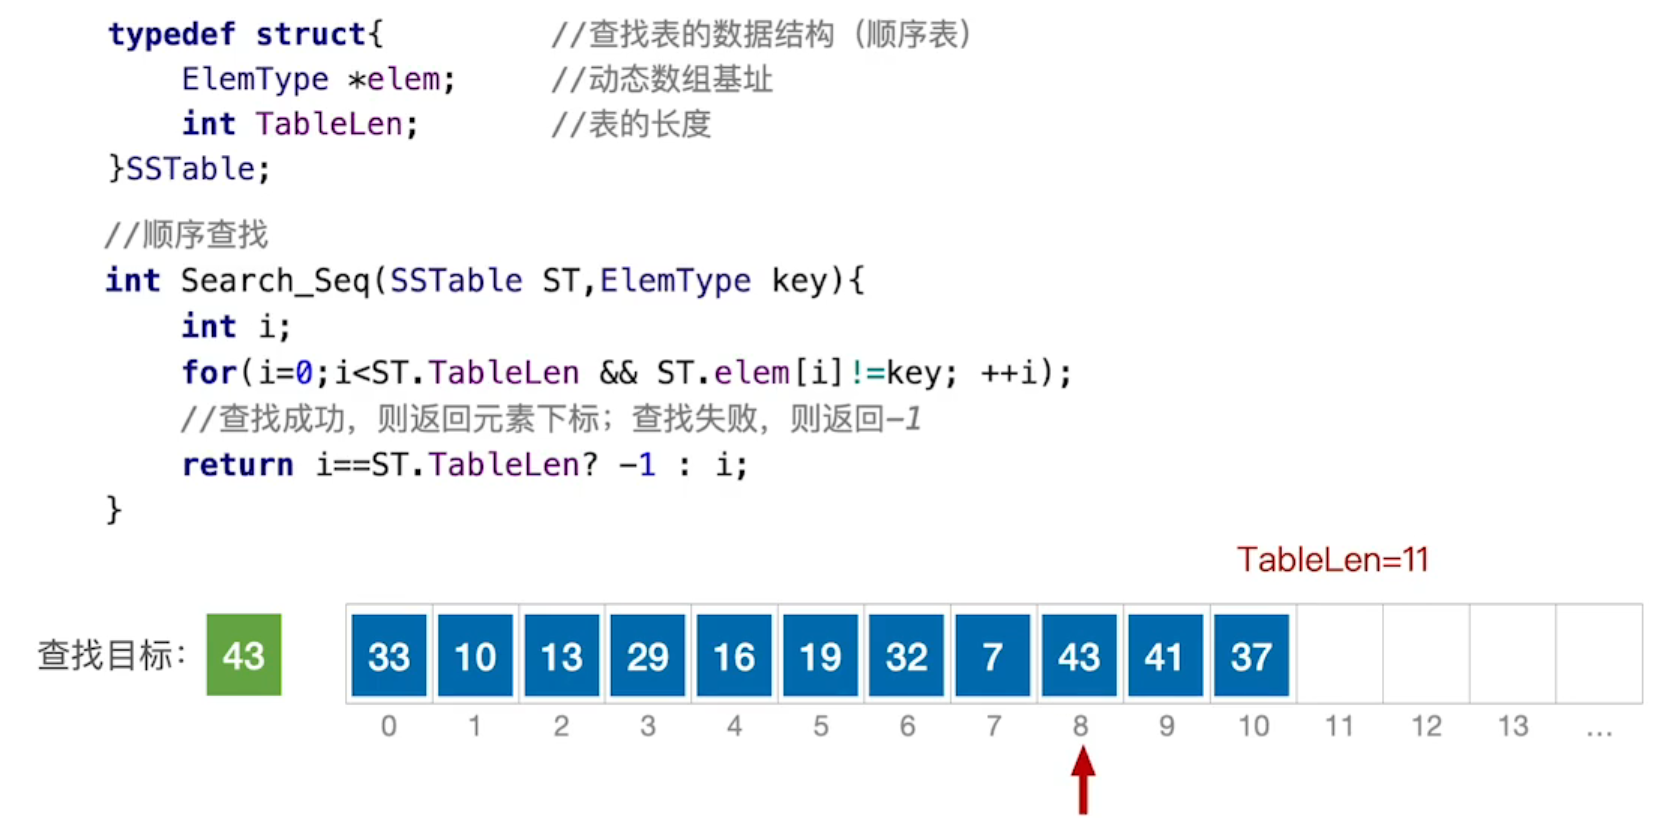 typedef struct{ //查找表的数据结构（顺序表）
ElemType *elem; //动态数组基址
int TableLen; //表的长度
}SSTable;
//顺序查找
int Search_Seq(SSTable ST,ElemType key){
int i;
for(i=0;i<ST.TableLen && ST.elem[i]!=key; ++i);
//查找成功，则返回元素下标；查找失败，则返回-1
return i==ST.TableLen? -1 : i;
}
TableLen=11
查找目标： 43 33 10 13 29 16 19 32 7 43 41 37
0 1 2 3 4 5 6 7 8 9 10 11 12 13 ...